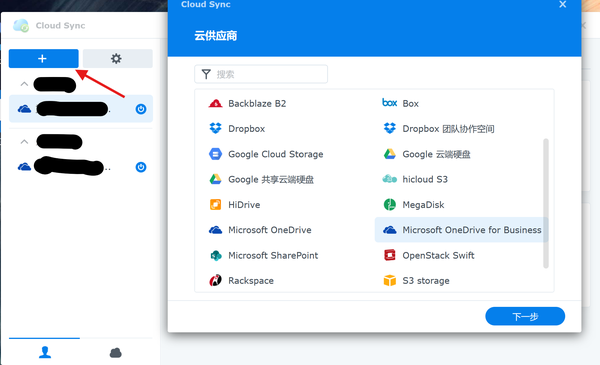 Cloud Sync
Cloud Sync
云供应商
搜索
Backblaze B2
Box
Dropbox
Dropbox 团队协作空间
Google Cloud Storage
Google 云端硬盘
Google 共享云端硬盘
hicloud S3
HiDrive
MegaDisk
Microsoft OneDrive
Microsoft OneDrive for Business
Microsoft SharePoint
OpenStack Swift
Rackspace
S3 storage
下一步